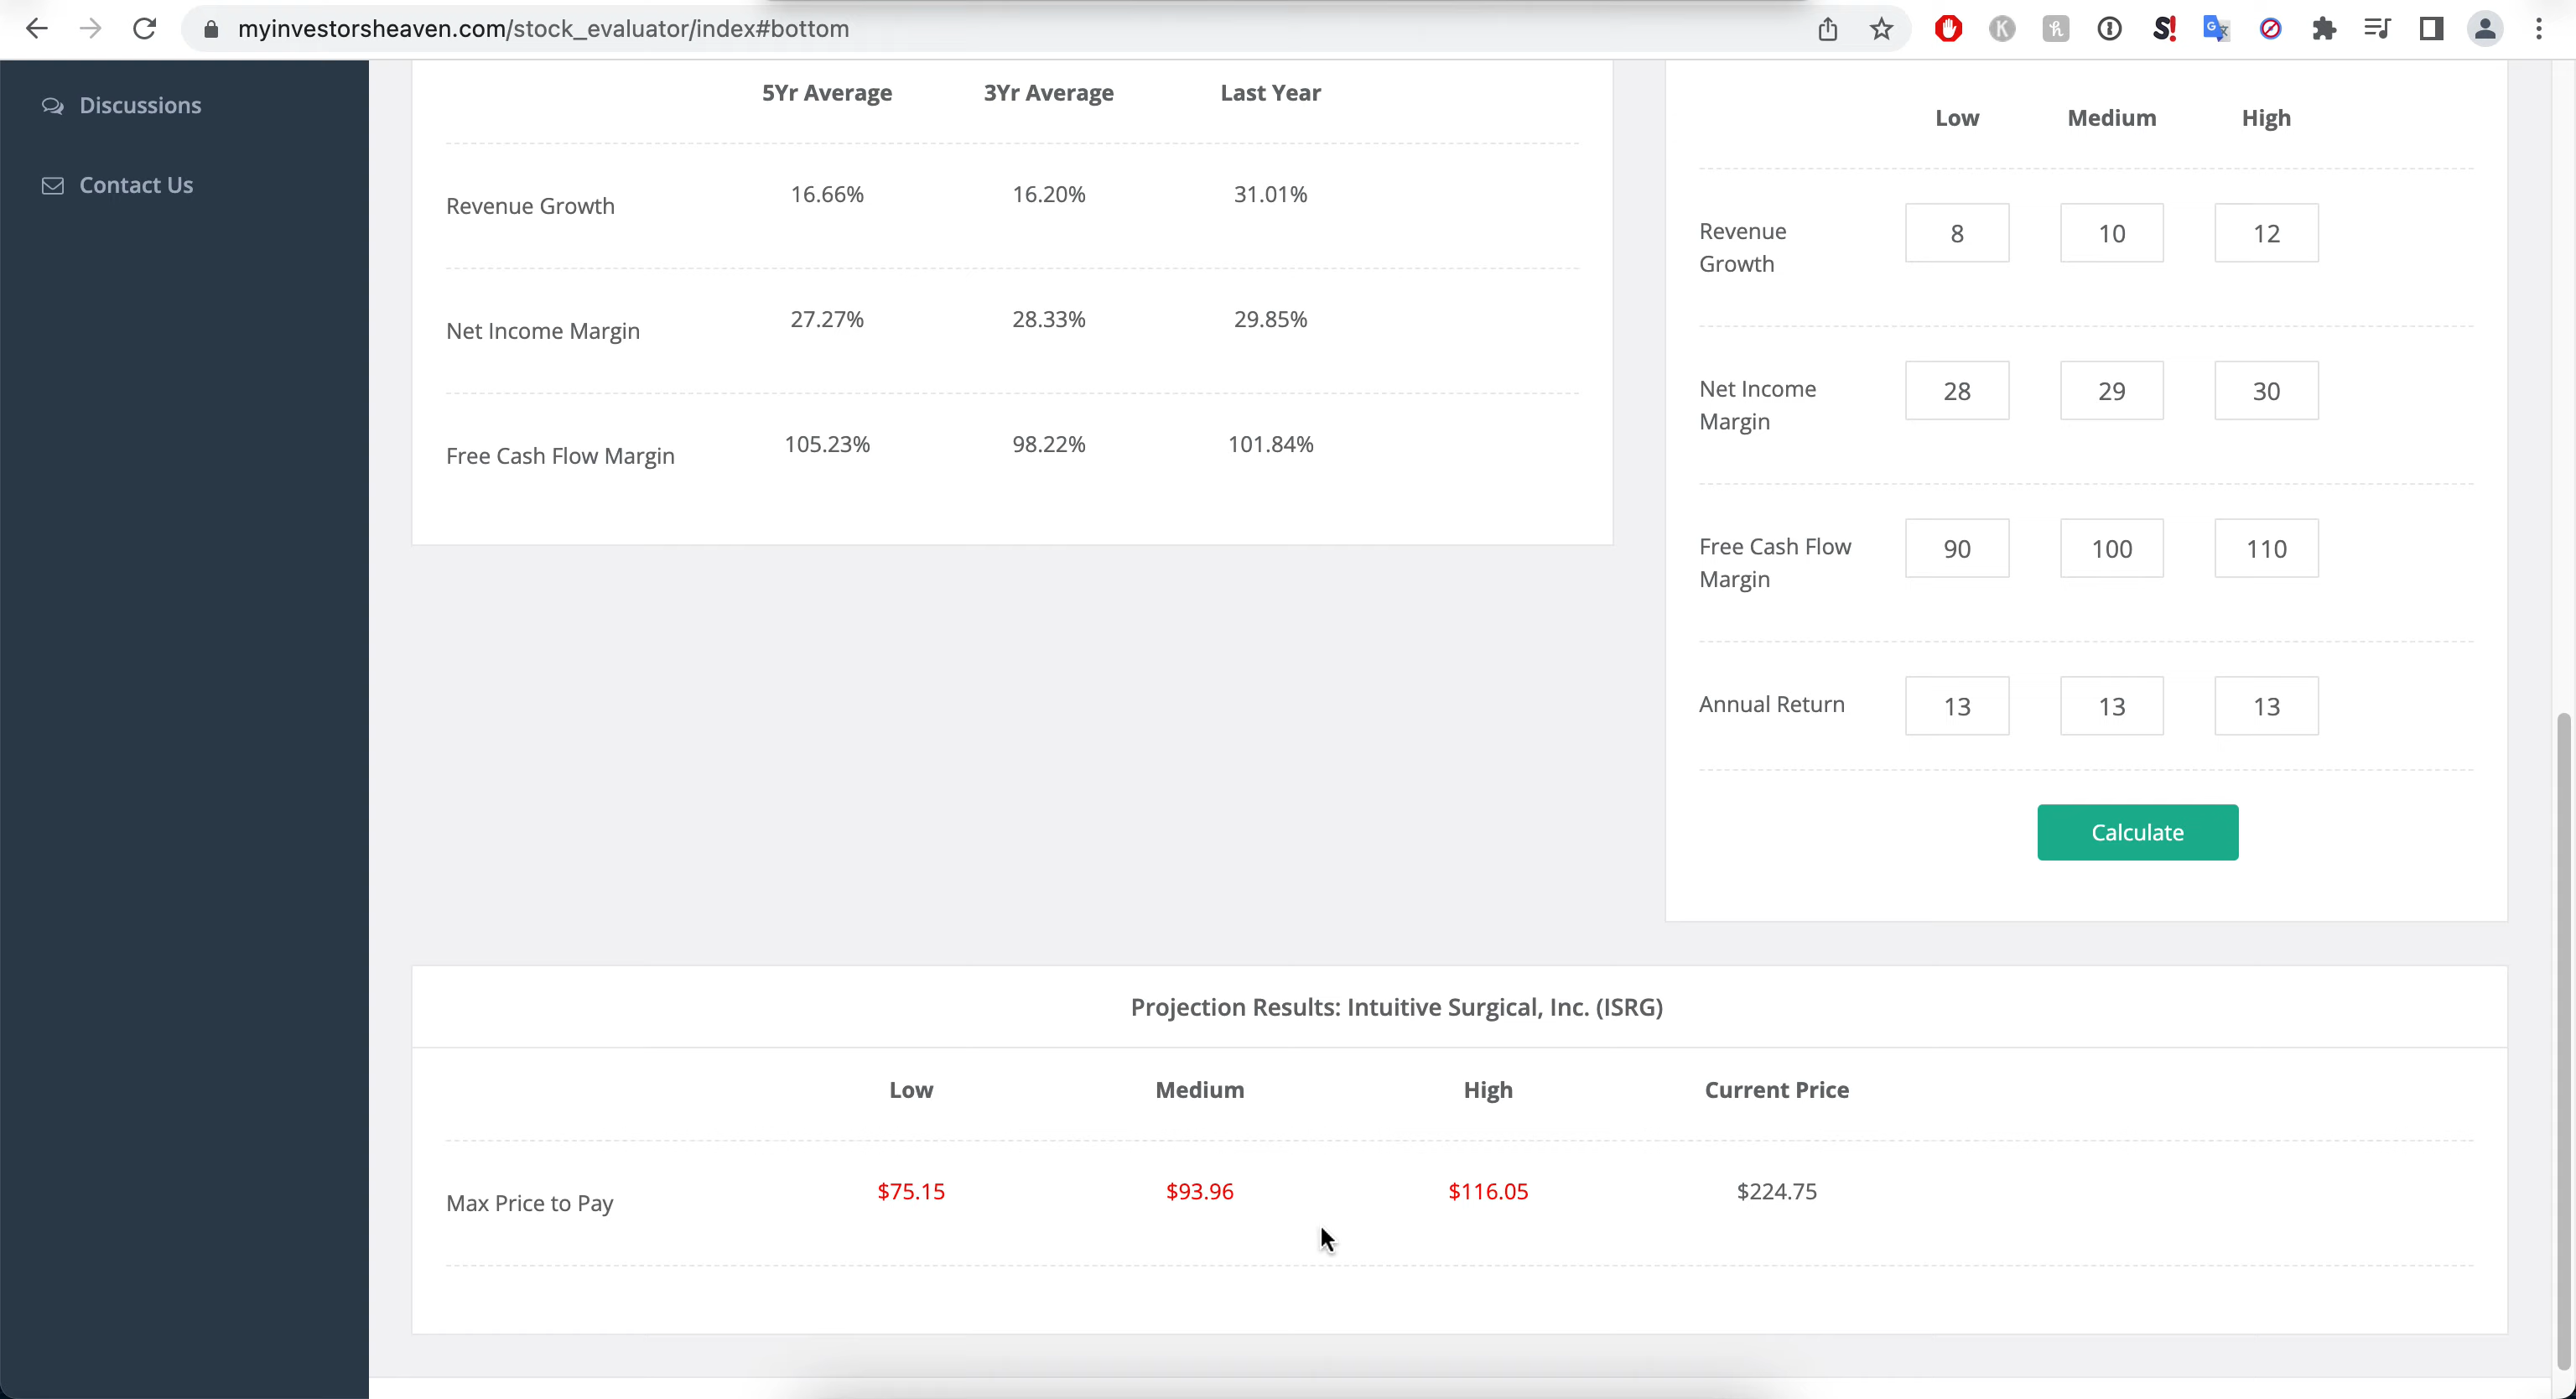 myinvestorsheaven.com/stock_evaluator/index#bottom
Discussions
Contact Us
5Yr Average 3Yr Average Last Year
Revenue Growth 16.66% 16.20% 31.01%
Net Income Margin 27.27% 28.33% 29.85%
Free Cash Flow Margin 105.23% 98.22% 101.84%
Low Medium High
Revenue
Growth
8 10 12
Net Income
Margin
28 29 30
Free Cash Flow
Margin
90 100 110
Annual Return 13 13 13
Calculate
Projection Results: Intuitive Surgical, Inc. (ISRG)
Low Medium High Current Price
Max Price to Pay $75.15 $93.96 $116.05 $224.75